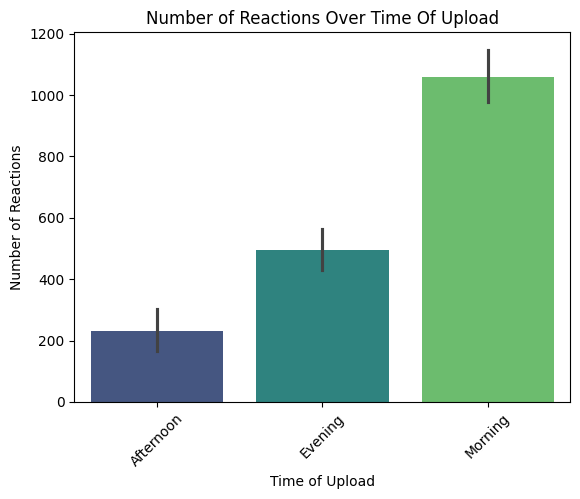 Number of Reactions Over Time Of Upload
1200
1000
800
600
400
200
0
Number of Reactions
Afternoon
Evening
Morning
Time of Upload